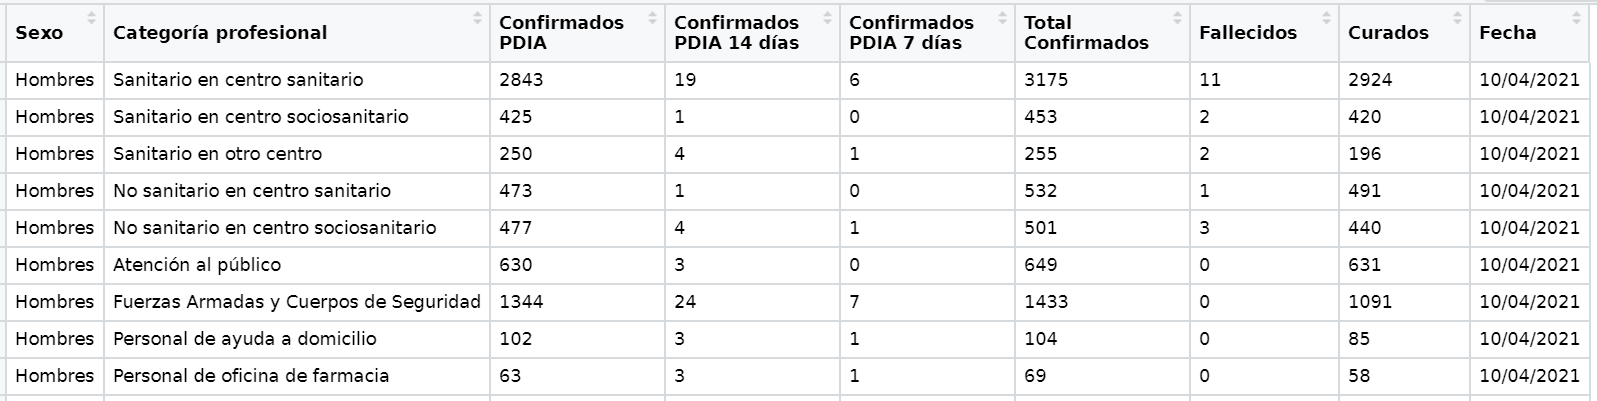 Sexo Categoría profesional Confirmados PDIA Confirmados PDIA 14 días Confirmados PDIA 7 días Total Confirmados Fallecidos Curados Fecha
Hombres Sanitario en centro sanitario 2843 19 6 3175 11 2924 10/04/2021
Hombres Sanitario en centro sociosanitario 425 1 0 453 2 420 10/04/2021
Hombres Sanitario en otro centro 250 4 1 255 2 196 10/04/2021
Hombres No sanitario en centro sanitario 473 1 0 532 1 491 10/04/2021
Hombres No sanitario en centro sociosanitario 477 4 1 501 3 440 10/04/2021
Hombres Atención al público 630 3 0 649 0 631 10/04/2021
Hombres Fuerzas Armadas y Cuerpos de Seguridad 1344 24 7 1433 0 1091 10/04/2021
Hombres Personal de ayuda a domicilio 102 3 1 104 0 85 10/04/2021
Hombres Personal de oficina de farmacia 63 3 1 69 0 58 10/04/2021